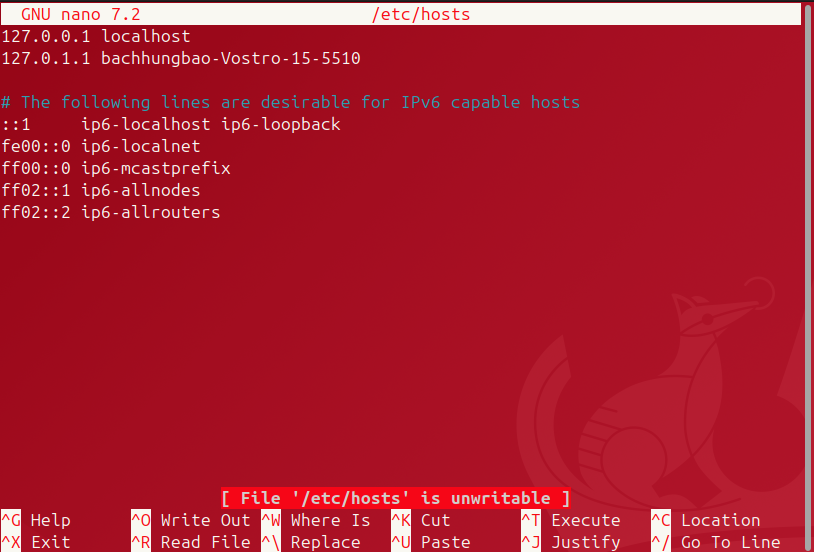 GNU nano 7.2 /etc/hosts
127.0.0.1 localhost
127.0.1.1 bachhungbao-Vostro-15-5510
# The following lines are desirable for IPv6 capable hosts
::1     ip6-localhost ip6-loopback
fe00::0 ip6-localnet
ff00::0 ip6-mcastprefix
ff02::1 ip6-allnodes
ff02::2 ip6-allrouters
[ File '/etc/hosts' is unwritable ]
^G Help ^O Write Out ^W Where Is ^K Cut ^T Execute ^C Location
^X Exit ^R Read File ^\ Replace ^U Paste ^J Justify ^/ Go To Line